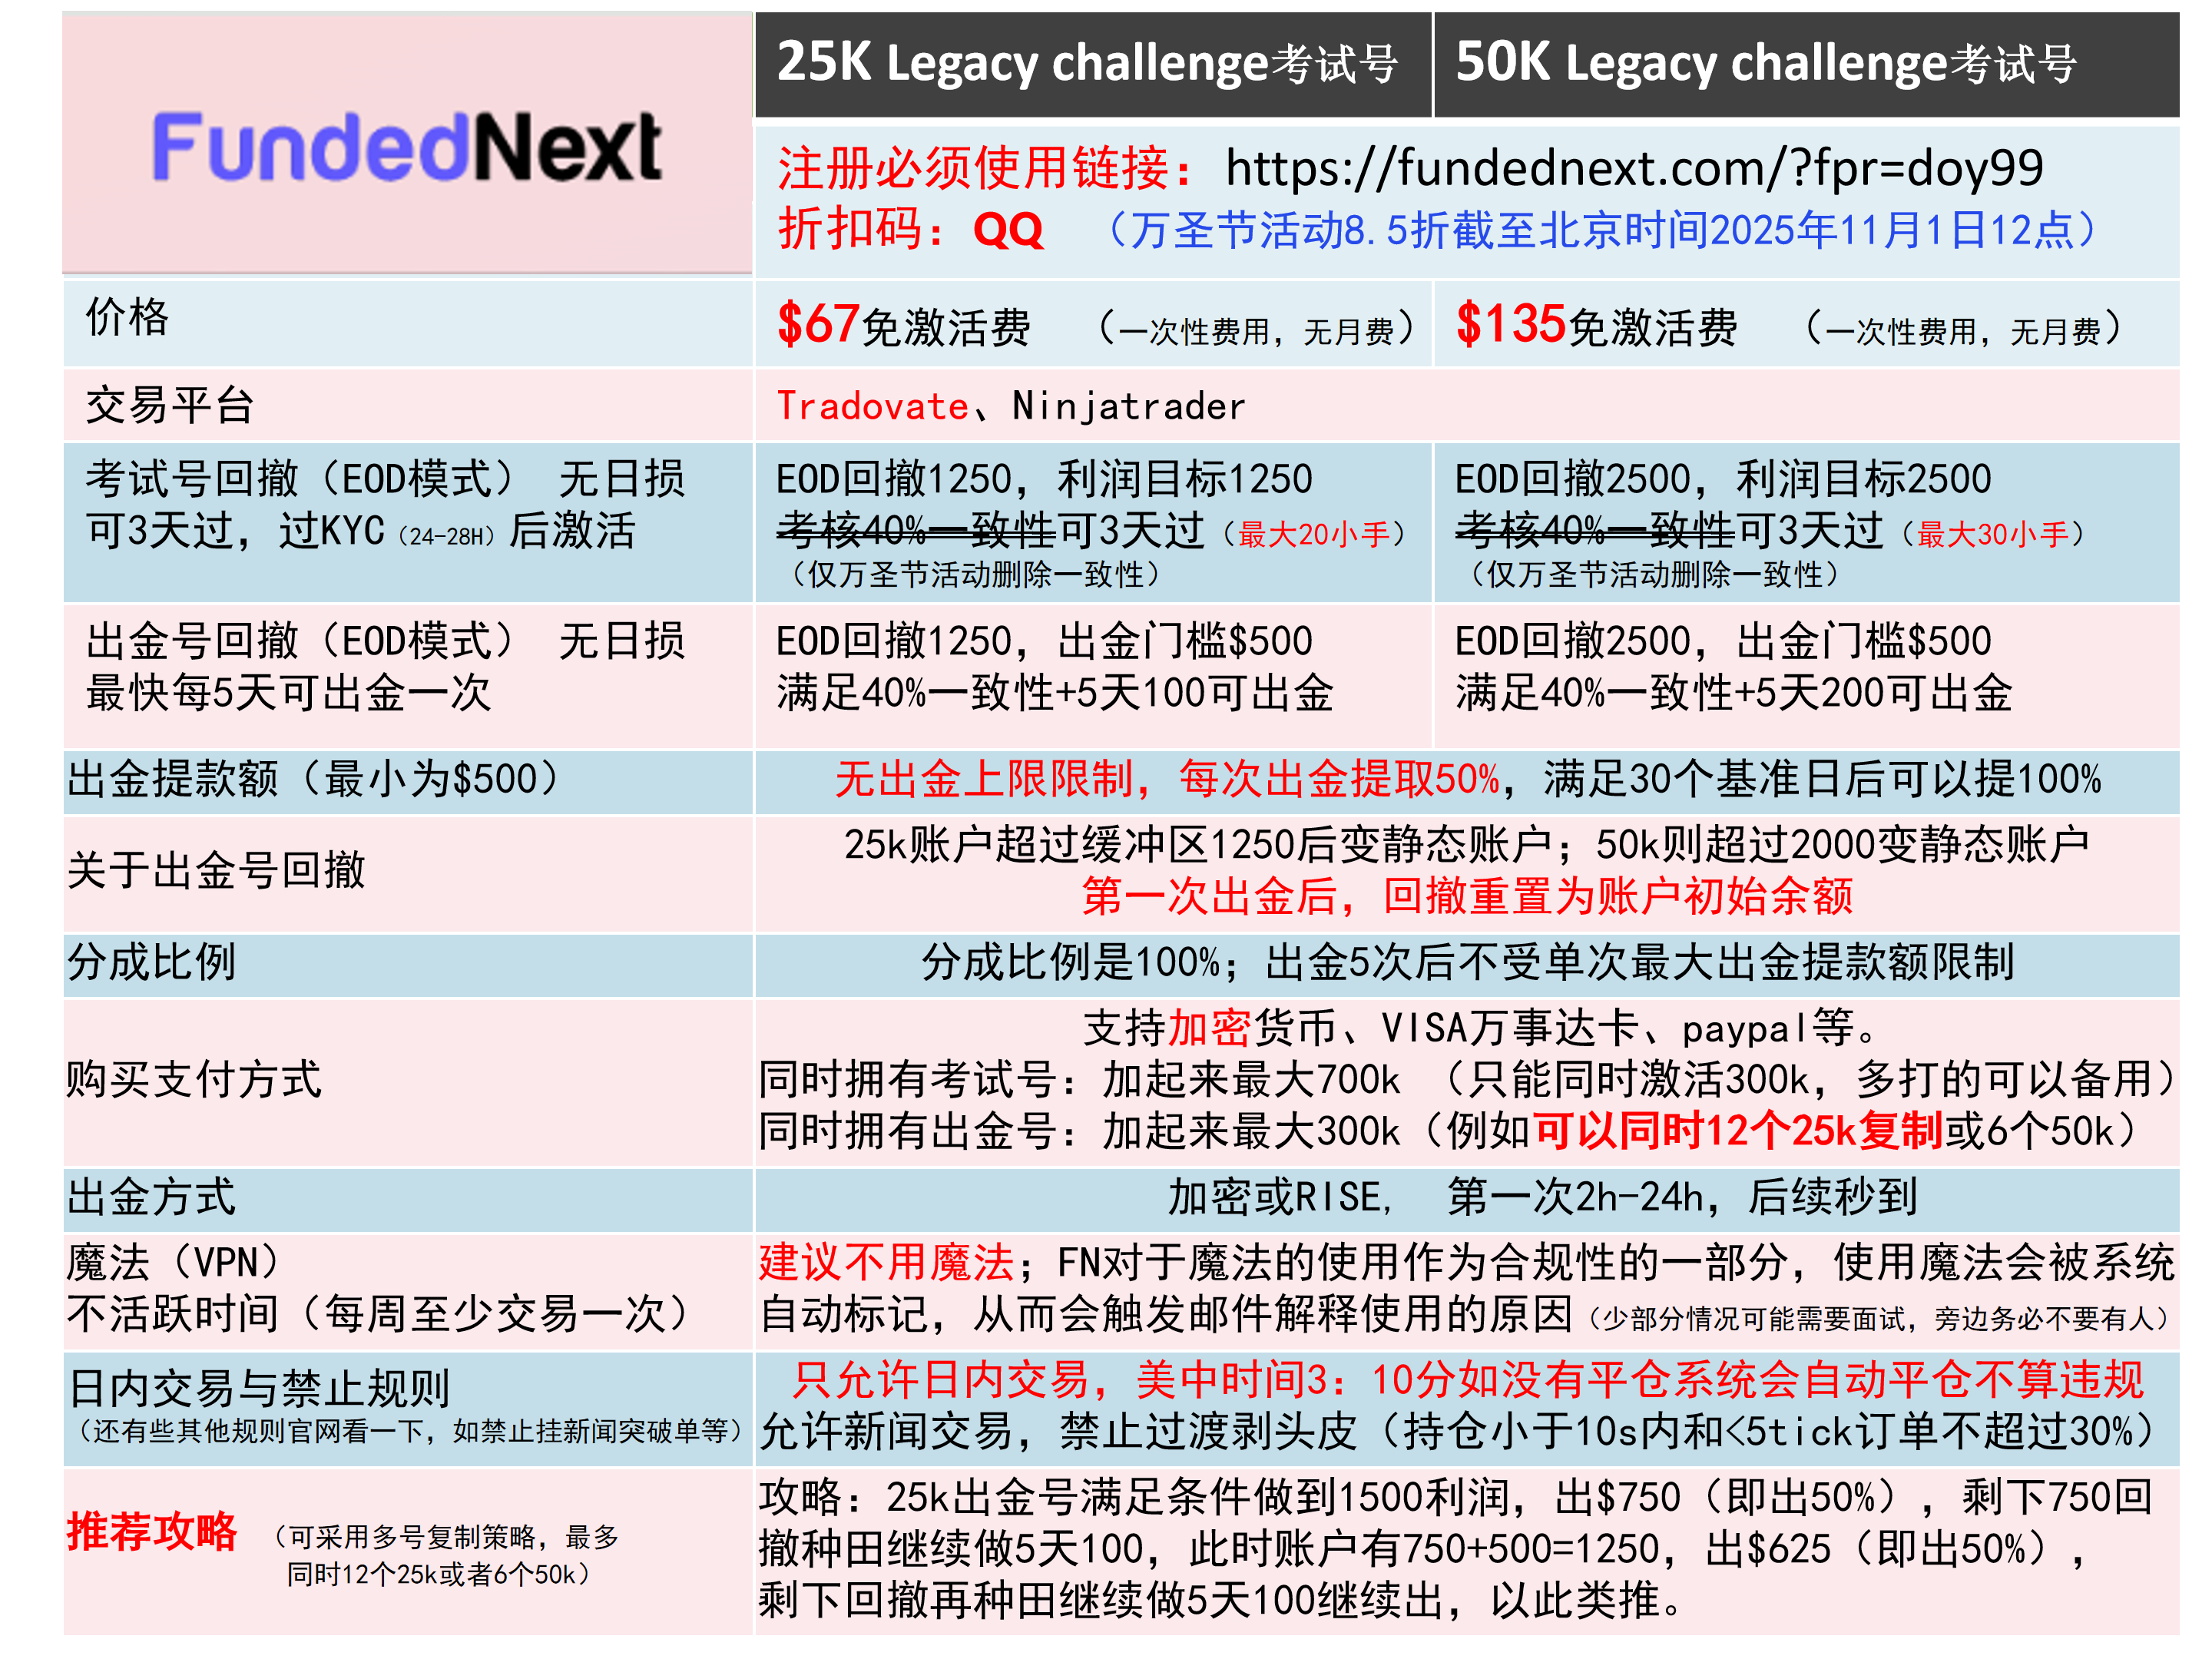 FundedNext
25K Legacy challenge考试号
50K Legacy challenge考试号
注册必须使用链接：https://fundednext.com/?fpr=doy99
折扣码：QQ （万圣节活动8.5折截至北京时间2025年11月1日12点）
价格
$67免激活费 （一次性费用，无月费）
$135免激活费 （一次性费用，无月费）
交易平台
Tradovate、Ninjatrader
考试号回撤（EOD模式） 无日损
可3天过，过KYC（24-28H）后激活
EOD回撤1250，利润目标1250
考核40%一致性可3天过（最大20小手）
（仅万圣节活动删除一致性）
EOD回撤2500，利润目标2500
考核40%一致性可3天过（最大30小手）
（仅万圣节活动删除一致性）
出金号回撤（EOD模式） 无日损
最快每5天可出金一次
EOD回撤1250，出金门槛$500
满足40%一致性+5天100可出金
EOD回撤2500，出金门槛$500
满足40%一致性+5天200可出金
出金提款额（最小为$500）
无出金上限限制，每次出金提取50%，满足30个基准日后可以提100%
关于出金号回撤
25k账户超过缓冲区1250后变静态账户；50k则超过2000变静态账户
第一次出金后，回撤重置为账户初始余额
分成比例
分成比例是100%；出金5次后不受单次最大出金提款额限制
购买支付方式
支持加密货币、VISA万事达卡、paypal等。
同时拥有考试号：加起来最大700k （只能同时激活300k，多打的可以备用）
同时拥有出金号：加起来最大300k（例如可以同时12个25k复制或6个50k）
出金方式
加密或RISE， 第一次2h-24h，后续秒到
魔法（VPN）
不活跃时间（每周至少交易一次）
建议不用魔法；FN对于魔法的使用作为合规性的一部分，使用魔法会被系统
自动标记，从而会触发邮件解释使用的原因（少部分情况可能需要面试，旁边务必不要有人）
日内交易与禁止规则
（还有些其他规则官网看一下，如禁止挂新闻突破单等）
只允许日内交易，美中时间3：10分如没有平仓系统会自动平仓不算违规
允许新闻交易，禁止过渡剥头皮（持仓小于10s内和<5tick订单不超过30%）
推荐攻略 （可采用多号复制策略，最多
同时12个25k或者6个50k）
攻略：25k出金号满足条件做到1500利润，出$750（即出50%），剩下750回
撤种田继续做5天100，此时账户有750+500=1250，出$625（即出50%），
剩下回撤再种田继续做5天100继续出，以此类推。